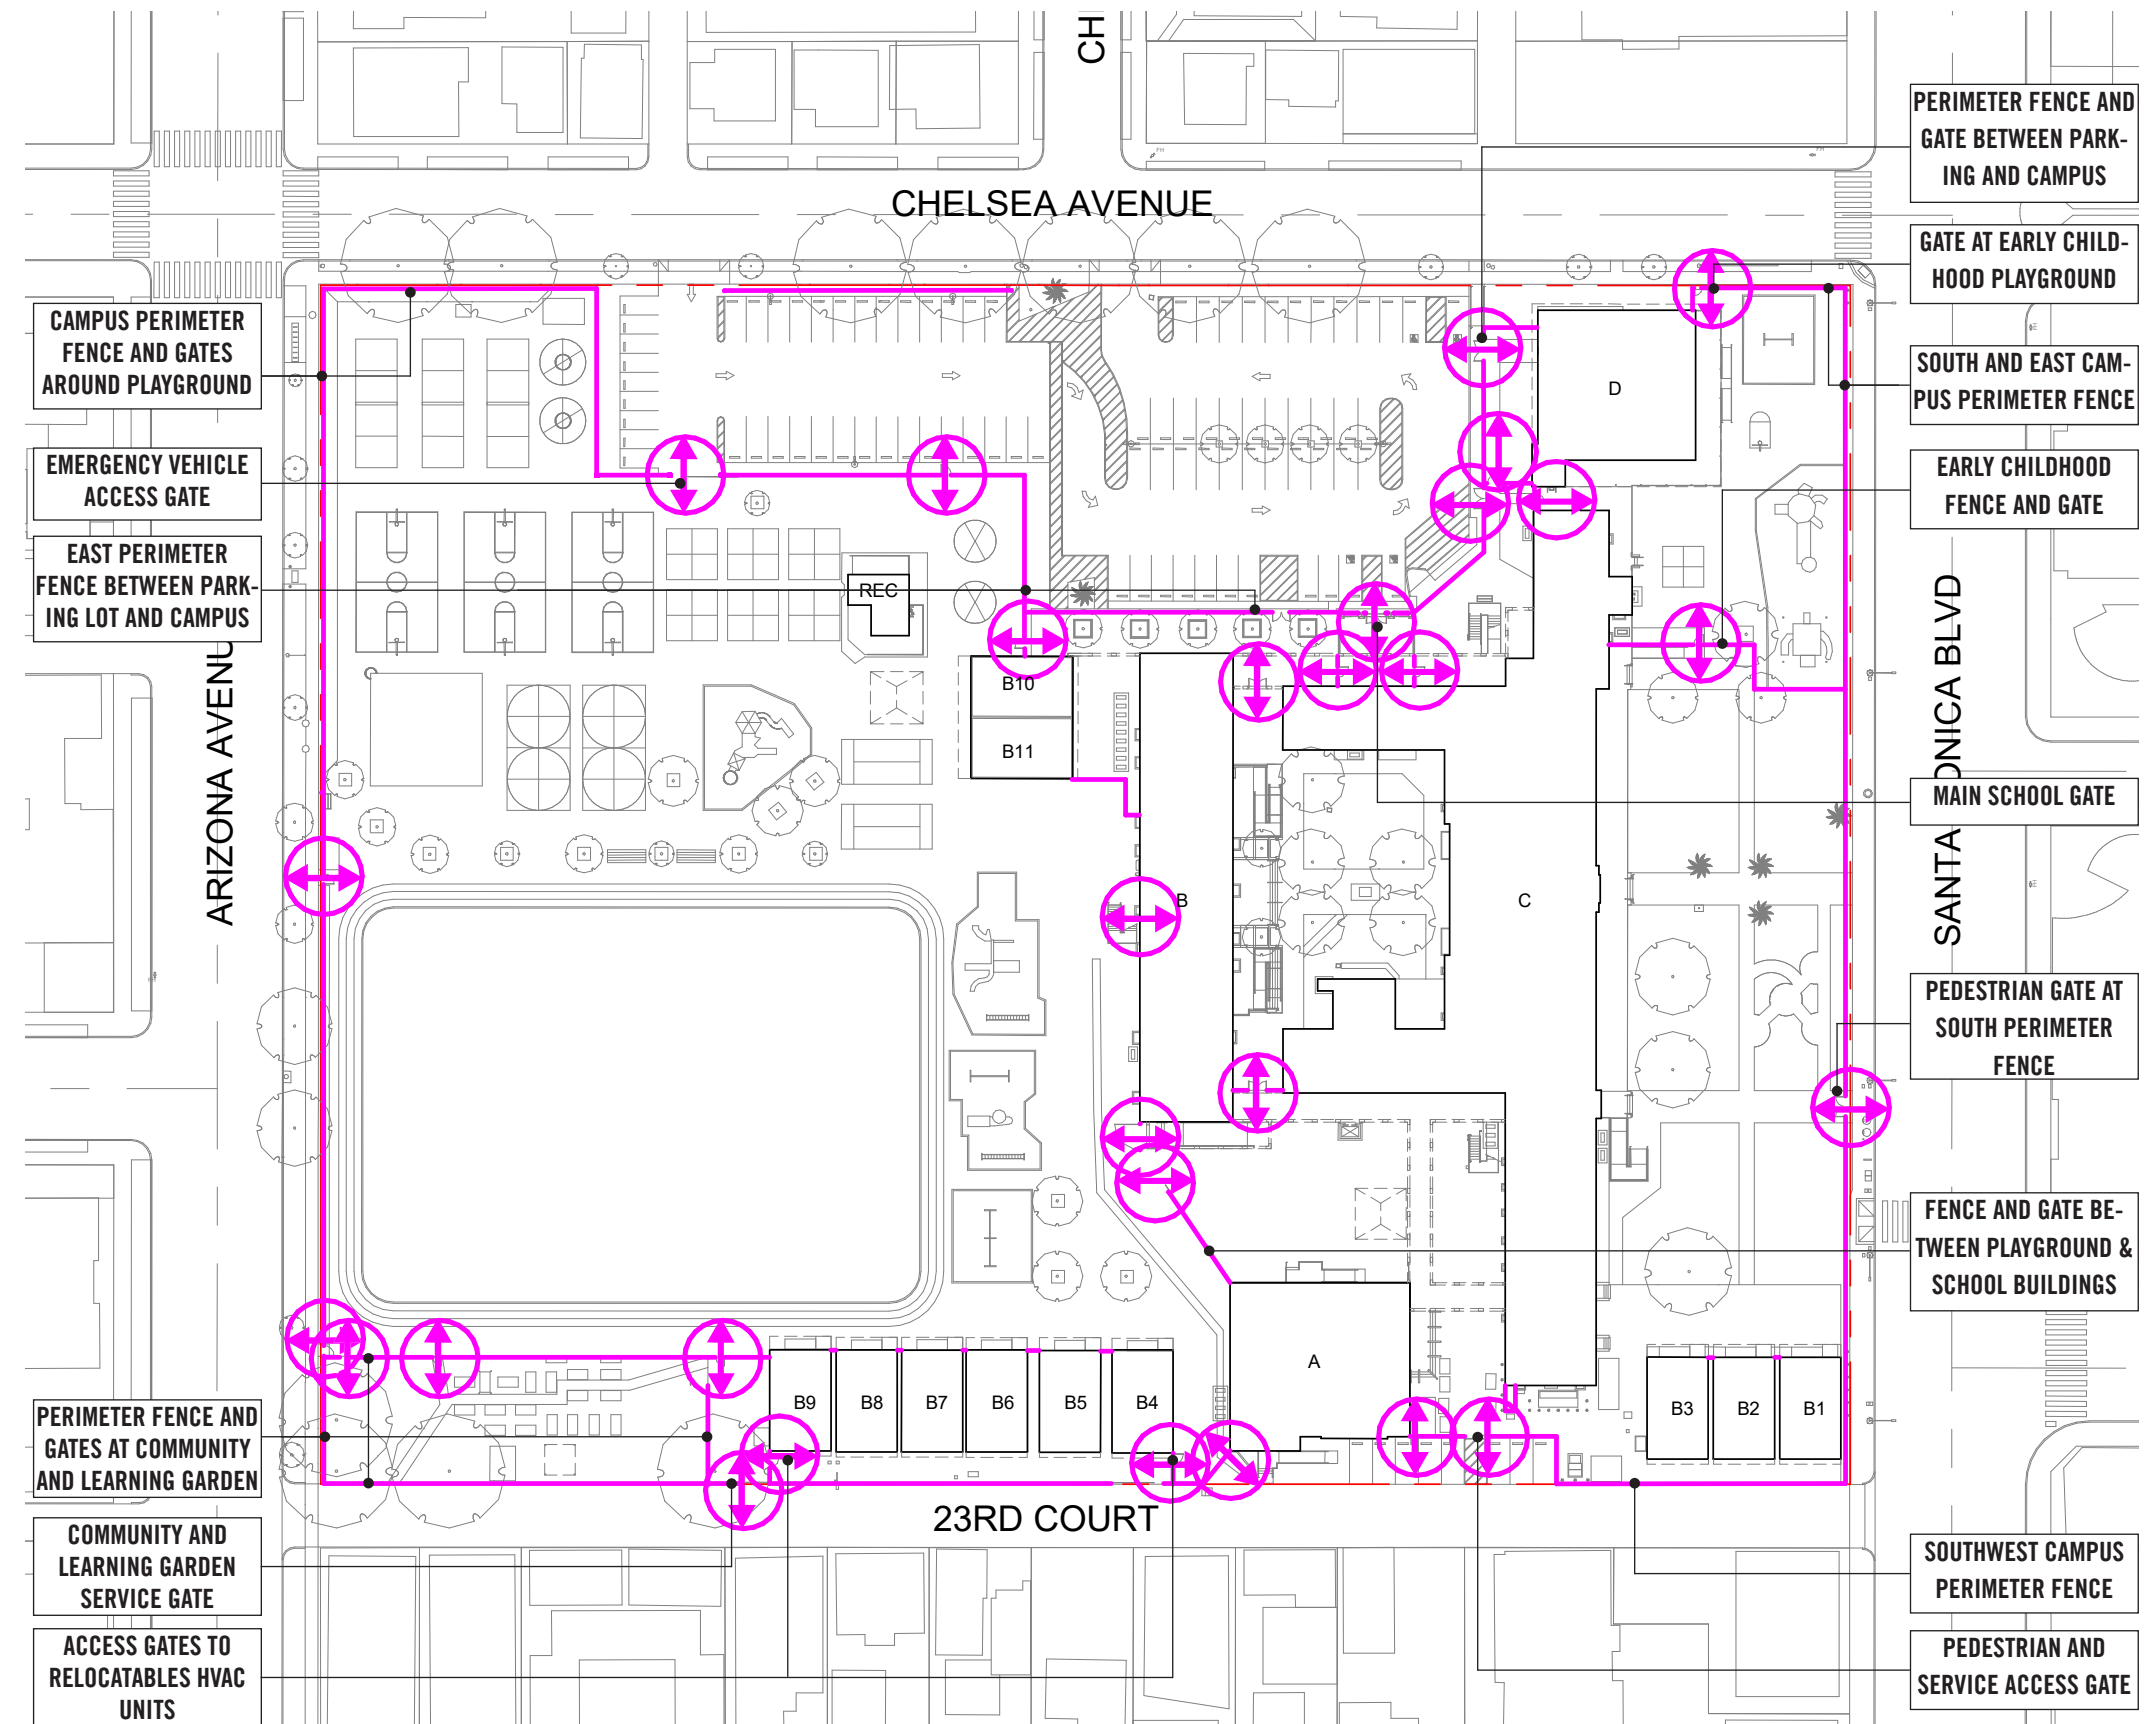 CH
CHELSEA AVENUE
PERIMETER FENCE AND
GATE BETWEEN PARK-
ING AND CAMPUS
GATE AT EARLY CHILD-
HOOD PLAYGROUND
SOUTH AND EAST CAM-
PUS PERIMETER FENCE
EARLY CHILDHOOD
FENCE AND GATE
MAIN SCHOOL GATE
PEDESTRIAN GATE AT
SOUTH PERIMETER
FENCE
FENCE AND GATE BE-
TWEEN PLAYGROUND &
SCHOOL BUILDINGS
SOUTHWEST CAMPUS
PERIMETER FENCE
PEDESTRIAN AND
SERVICE ACCESS GATE
CAMPUS PERIMETER
FENCE AND GATES
AROUND PLAYGROUND
EMERGENCY VEHICLE
ACCESS GATE
EAST PERIMETER
FENCE BETWEEN PARK-
ING LOT AND CAMPUS
PERIMETER FENCE AND
GATES AT COMMUNITY
AND LEARNING GARDEN
COMMUNITY AND
LEARNING GARDEN
SERVICE GATE
ACCESS GATES TO
RELOCATABLES HVAC
UNITS
ARIZONA AVENU
SANTA ONICA BLVD
23RD COURT
D
REC
B10
B11
B
C
A
B9
B8
B7
B6
B5
B4
B3
B2
B1